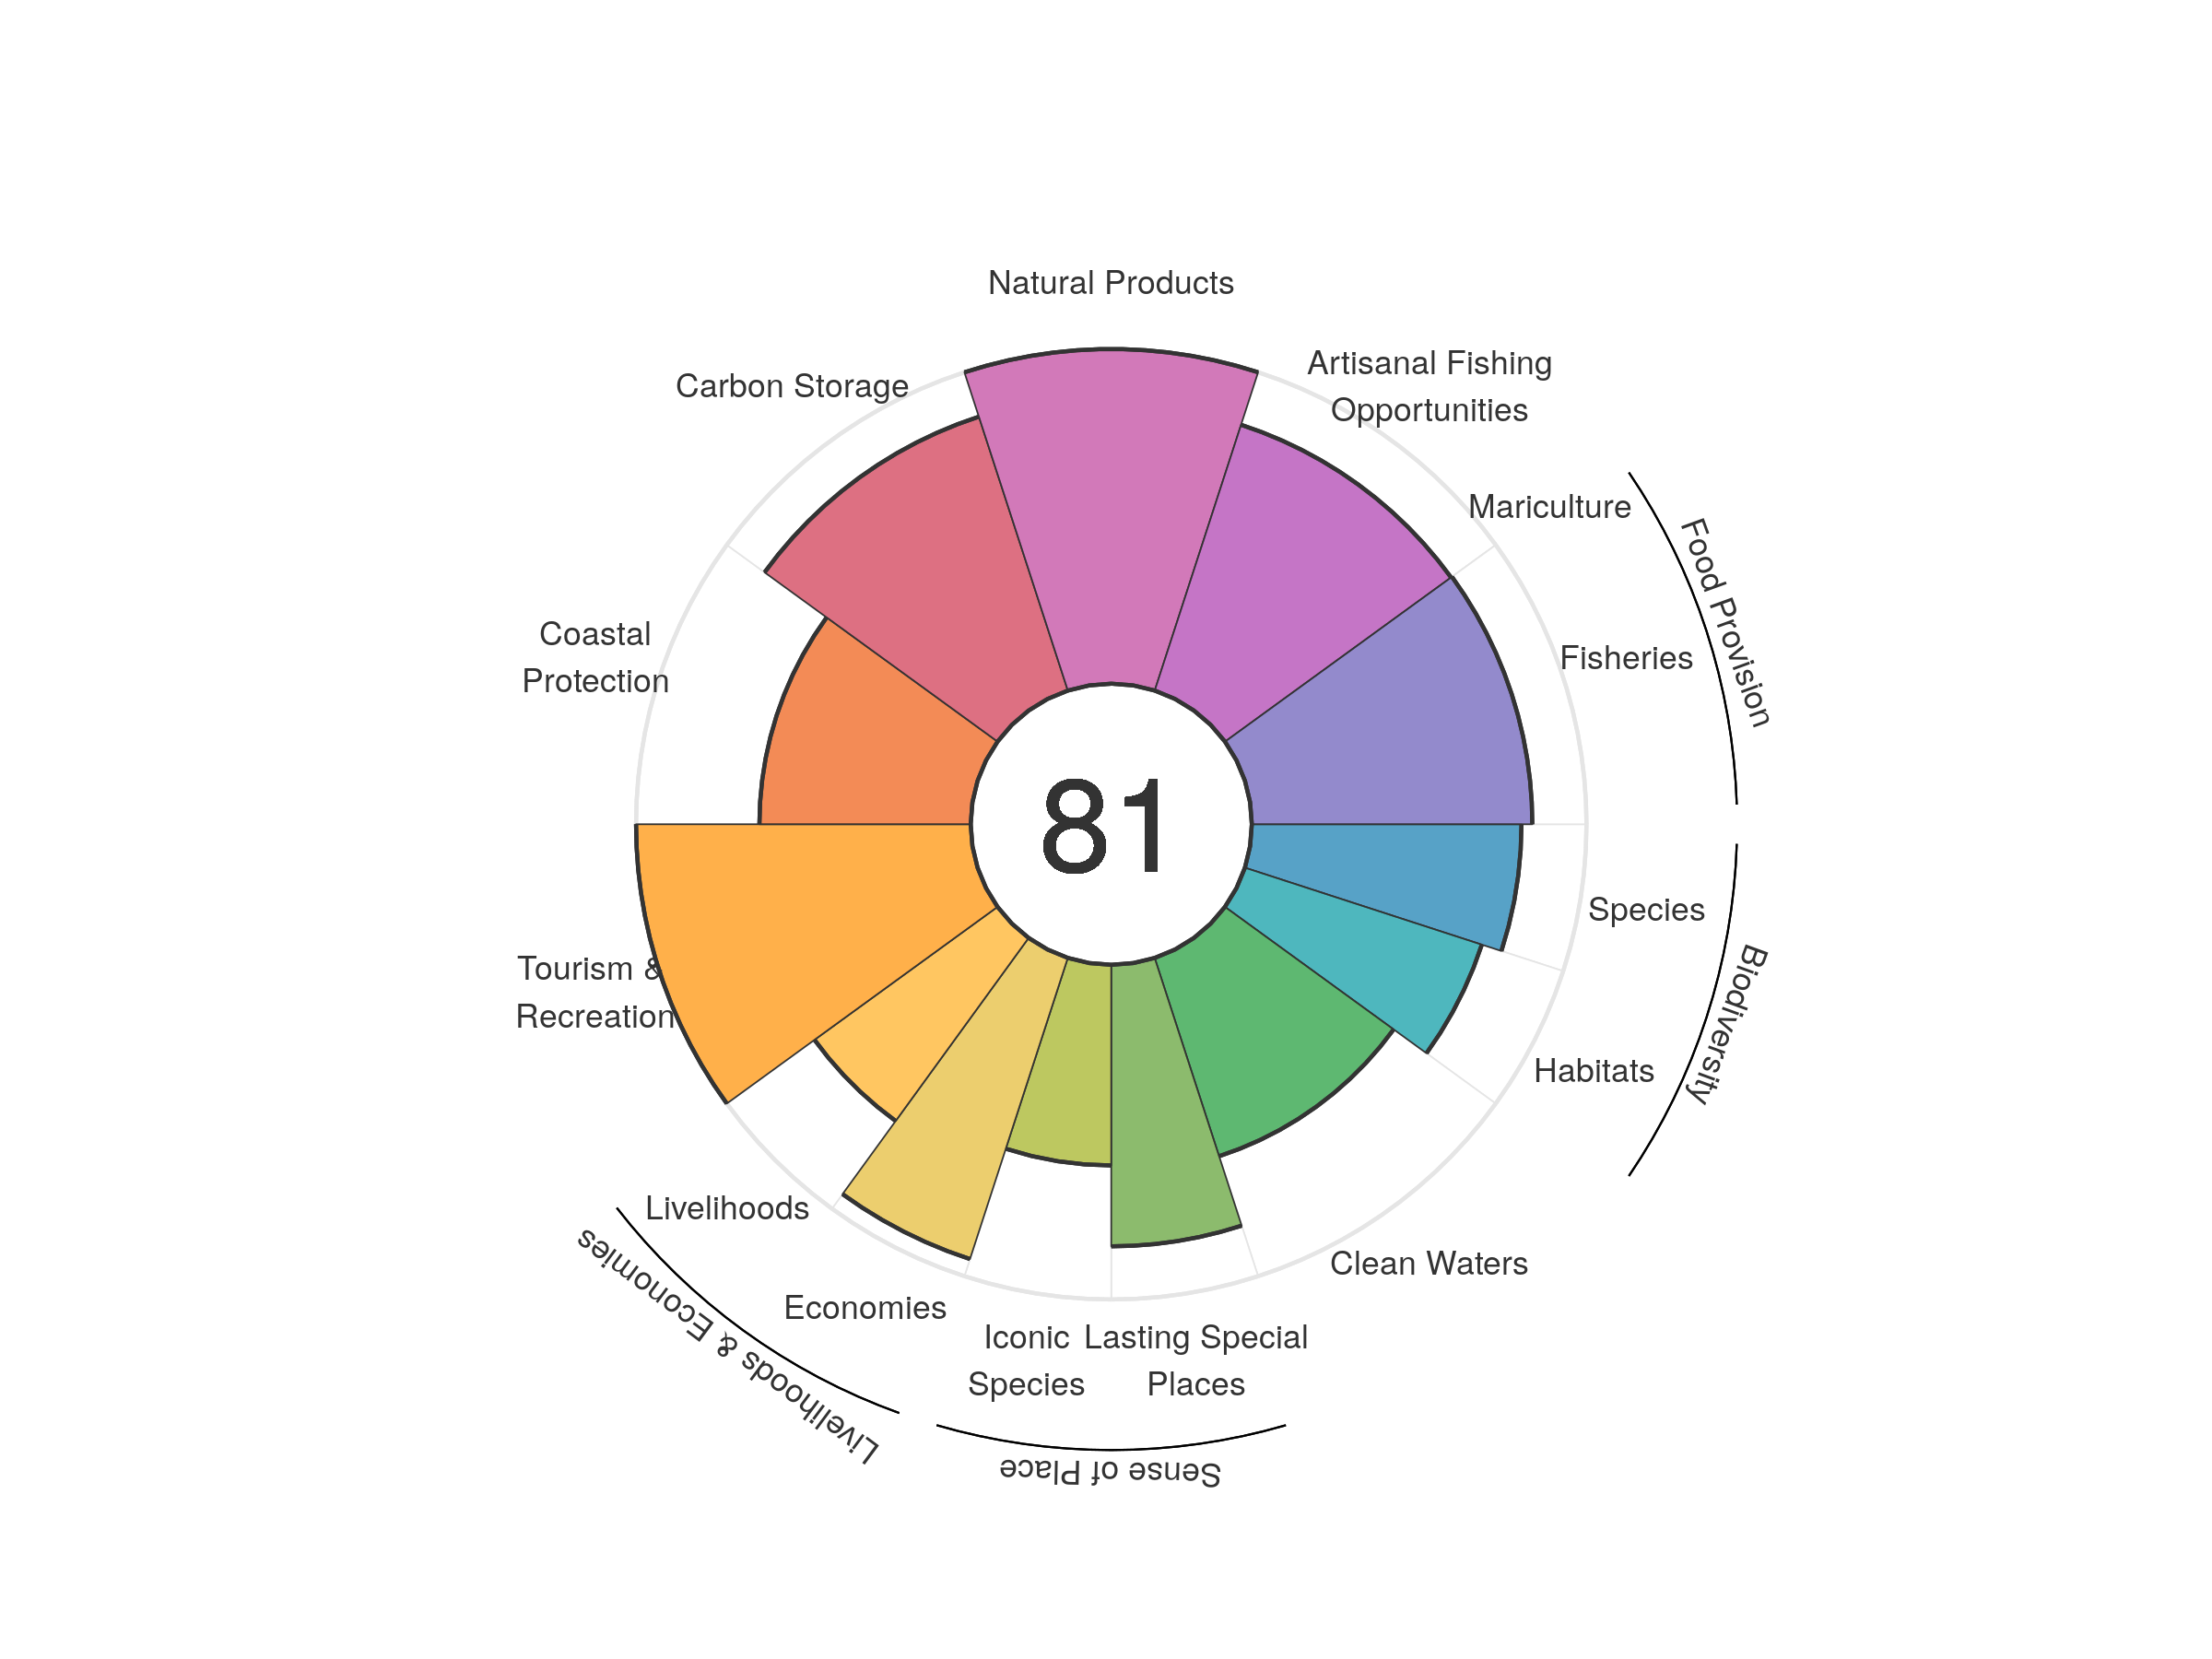 Natural Products
Artisanal Fishing
Opportunities
Carbon Storage
Mariculture
Food Provision
Fisheries
Coastal
Protection
81
Species
Biodiversity
Tourism &
Recreation
Habitats
Livelihoods
Clean Waters
Economies
Livelihoods & Economies
Iconic
Species
Lasting Special
Places
Sense of Place